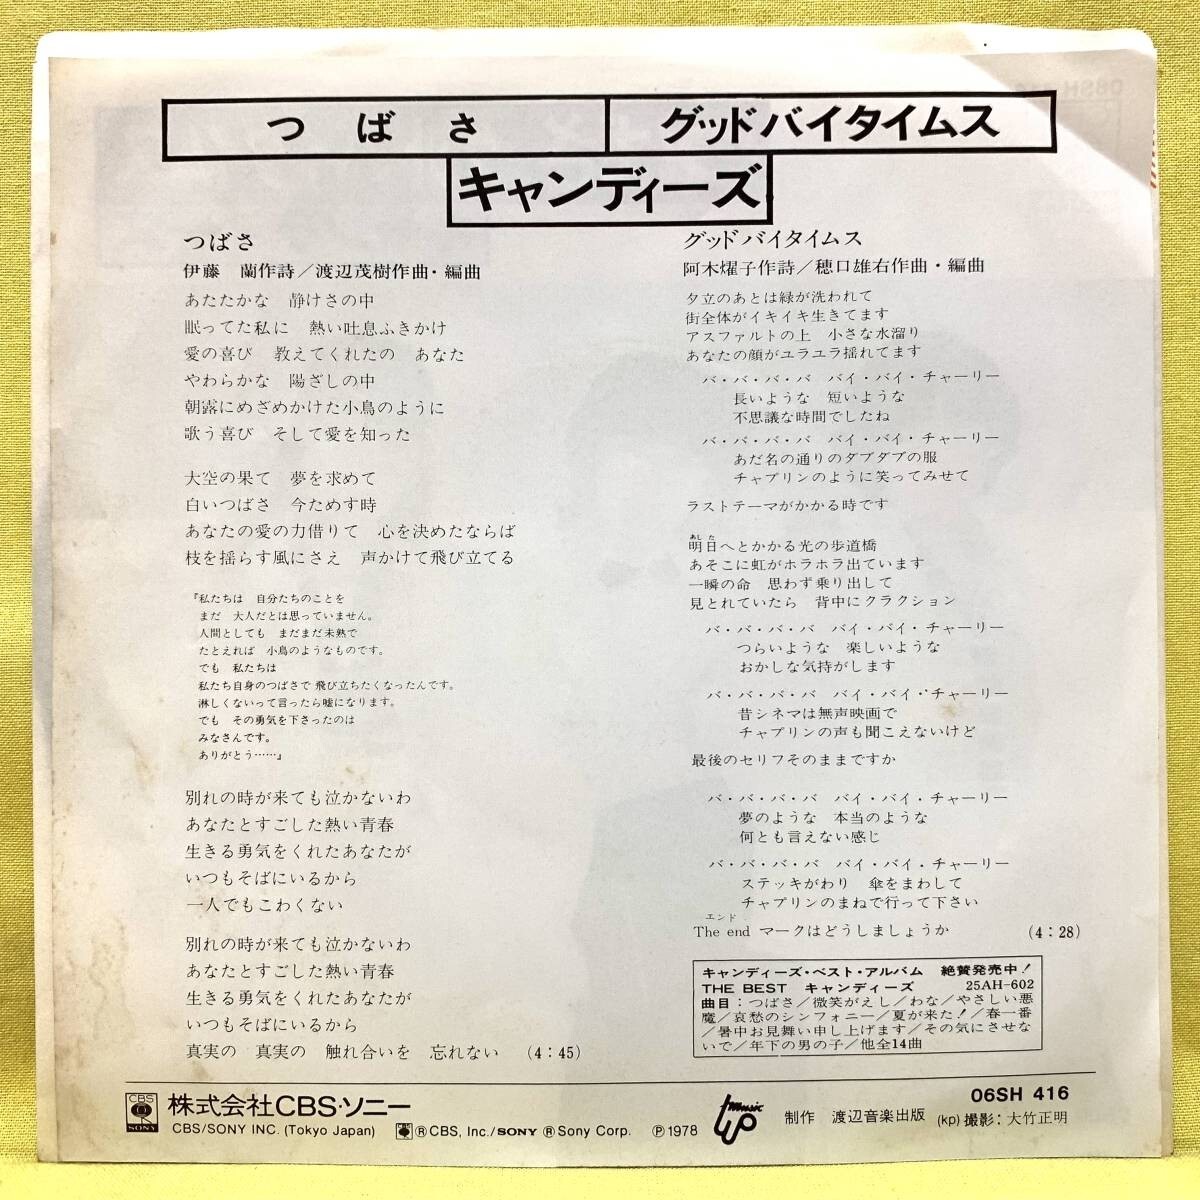 つばさ
グッドバイタイムス
キャンディーズ
つばさ
伊藤 蘭作詩/渡辺茂樹作曲・編曲
あたたかな 静けさの中
眠ってた私に 熱い吐息ふきかけ
愛の喜び 教えてくれたの あなた
やわらかな 陽ざしの中
朝露にめざめかけた小鳥のように
歌う喜び そして愛を知った
大空の果て 夢を求めて
白いつばさ 今ためす時
あなたの愛の力借りて 心を決めたならば
枝を揺らす風にさえ 声かけて飛び立てる
『私たちは 自分たちのことを
まだ 大人だとは思っていません。
人間としても まだまだ未熟で
たとえれば 小鳥のようなものです。
でも 私たちは
私たち自身のつばさで 飛び立ちたくなったんです。
淋しくないって言ったら嘘になります。
でも その勇気を下さったのは
みなさんです。
ありがとう……』
別れの時が来ても泣かないわ
あなたとすごした熱い青春
生きる勇気をくれたあなたが
いつもそばにいるから
一人でもこわくない
別れの時が来ても泣かないわ
あなたとすごした熱い青春
生きる勇気をくれたあなたが
いつもそばにいるから
真実の 真実の 触れ合いを 忘れない (4:45)
グッドバイタイムス
阿木燿子作詩/穂口雄右作曲・編曲
夕立のあとは緑が洗われて
街全体がイキイキ生きてます
アスファルトの上 小さな水溜り
あなたの顔がユラユラ揺れてます
バ・バ・バ・バ バイ・バイ・チャーリー
長いような 短いような
不思議な時間でしたね
バ・バ・バ・バ バイ・バイ・チャーリー
あだ名の通りのダブダブの服
チャプリンのように笑ってみせて
ラストテーマがかかる時です
あした
明日へとかかる光の歩道橋
あそこに虹がホラホラ出ています
一瞬の命 思わず乗り出して
見とれていたら 背中にクラクション
バ・バ・バ・バ バイ・バイ・チャーリー
つらいような 楽しいような
おかしな気持がします
バ・バ・バ・バ バイ・バイ・チャーリー
昔シネマは無声映画で
チャプリンの声も聞こえないけど
最後のセリフそのままですか
バ・バ・バ・バ バイ・バイ・チャーリー
夢のような 本当のような
何とも言えない感じ
バ・バ・バ・バ バイ・バイ・チャーリー
ステッキがわり 傘をまわして
チャプリンのまねで行って下さい
エンド
The end マークはどうしましょうか (4:28)
キャンディーズ・ベスト・アルバム 絶賛発売中!
THE BEST キャンディーズ 25AH-602
曲目:つばさ/微笑がえし/わな/やさしい悪
魔/哀愁のシンフォニー/夏が来た!/春一番
/暑中お見舞い申し上げます/その気にさせな
いで/年下の男の子/他全14曲
CBS
SONY
株式会社CBS・ソニー
CBS/SONY INC. (Tokyo Japan) ®CBS, Inc./SONY ®Sony Corp. ℗1978
Music
制作 渡辺音楽出版
06SH 416
(kp) 撮影:大竹正明